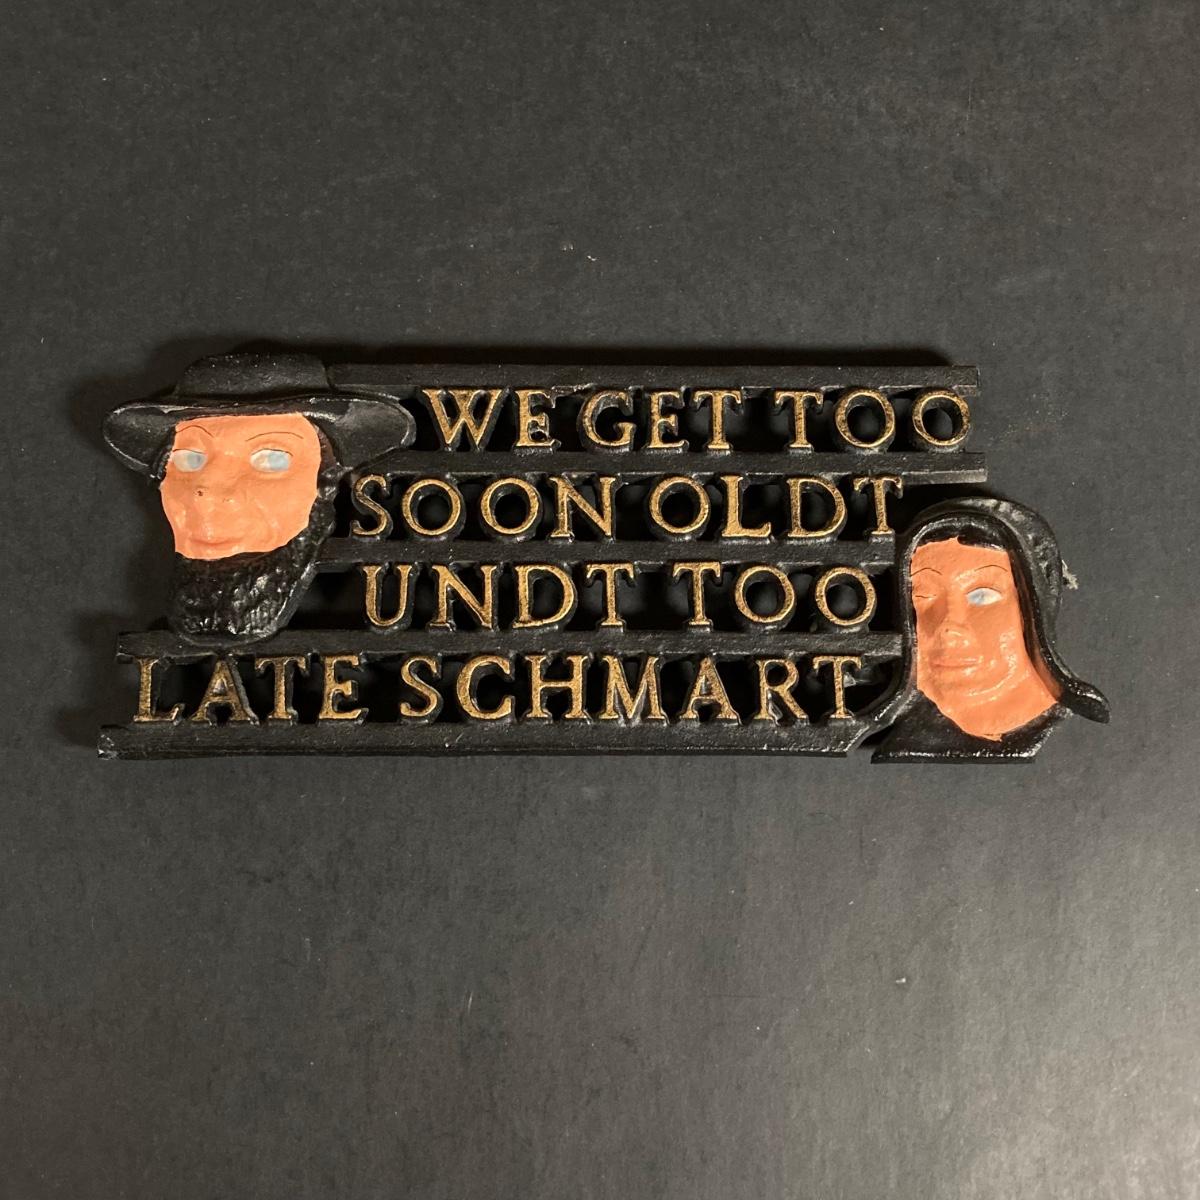 WE GET TOO
SOON OLDT
UNDT TOO
LATE SCHMART